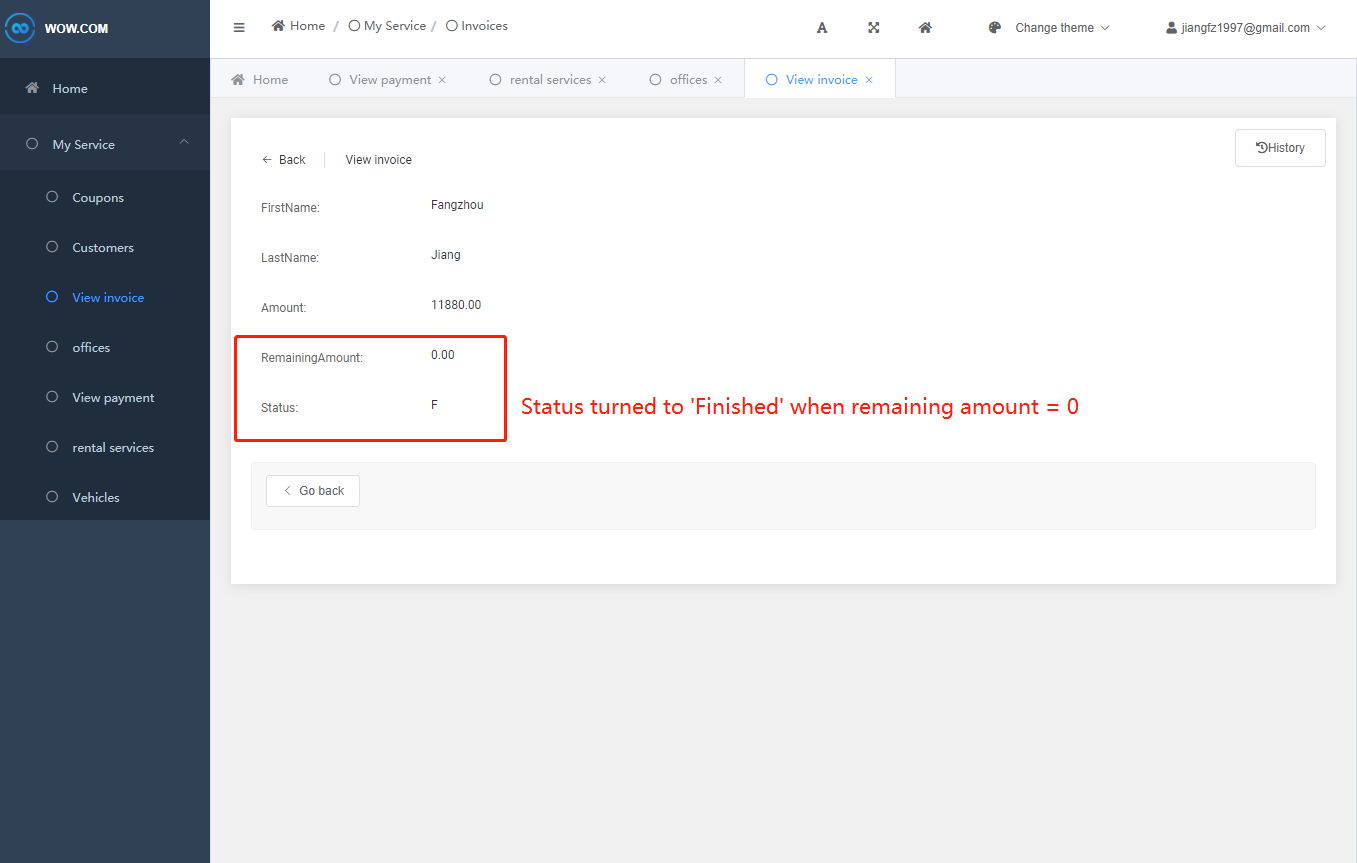 WOW.COM
Home / My Service / Invoices
A
Change theme
jiangfz1997@gmail.com
Home
View payment ×
rental services ×
offices ×
View invoice ×
Home
My Service
Coupons
Customers
View invoice
offices
View payment
rental services
Vehicles
← Back
View invoice
History
FirstName: Fangzhou
LastName: Jiang
Amount: 11880.00
RemainingAmount: 0.00
Status: F
Status turned to 'Finished' when remaining amount = 0
Go back